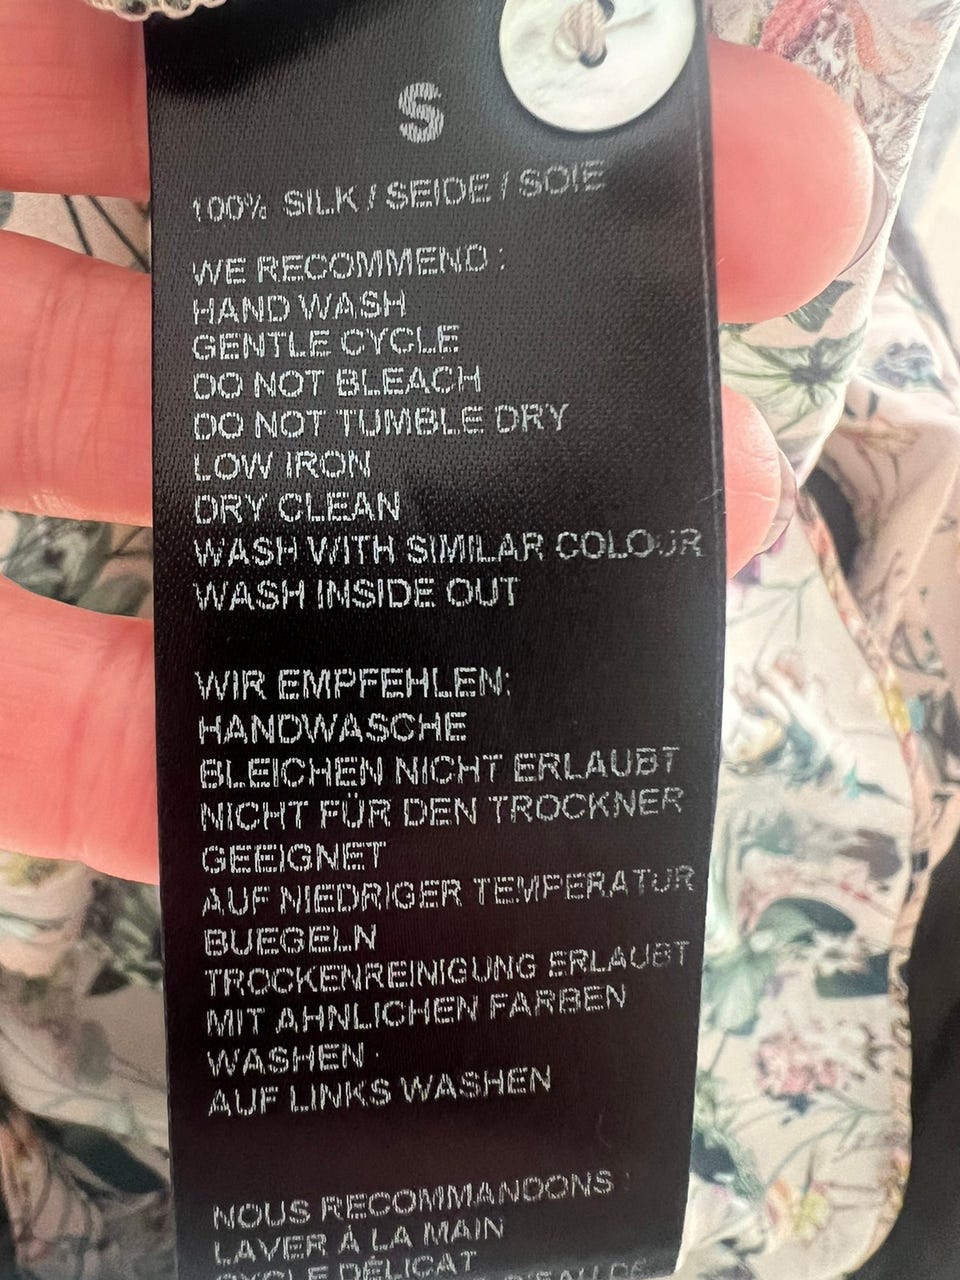 S
100% SILK / SEIDE / SOIE
WE RECOMMEND :
HAND WASH
GENTLE CYCLE
DO NOT BLEACH
DO NOT TUMBLE DRY
LOW IRON
DRY CLEAN
WASH WITH SIMILAR COLOUR
WASH INSIDE OUT
WIR EMPFEHLEN:
HANDWASCHE
BLEICHEN NICHT ERLAUBT
NICHT FÜR DEN TROCKNER
GEEIGNET
AUF NIEDRIGER TEMPERATUR
BUEGELN
TROCKENREINIGUNG ERLAUBT
MIT AHNLICHEN FARBEN
WASHEN
AUF LINKS WASHEN
NOUS RECOMMANDONS :
LAVER À LA MAIN
CYCLE DÉLICAT